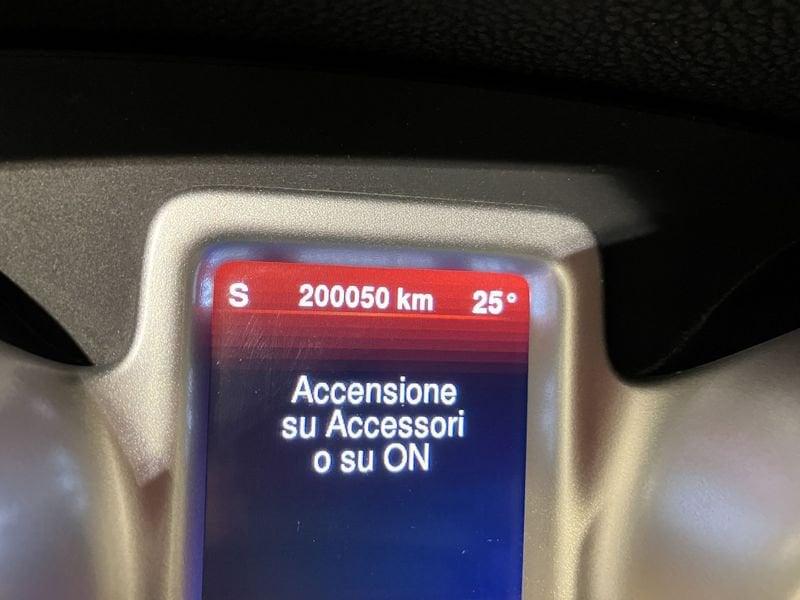 S 200050 km 25°
Accensione
su Accessori
o su ON